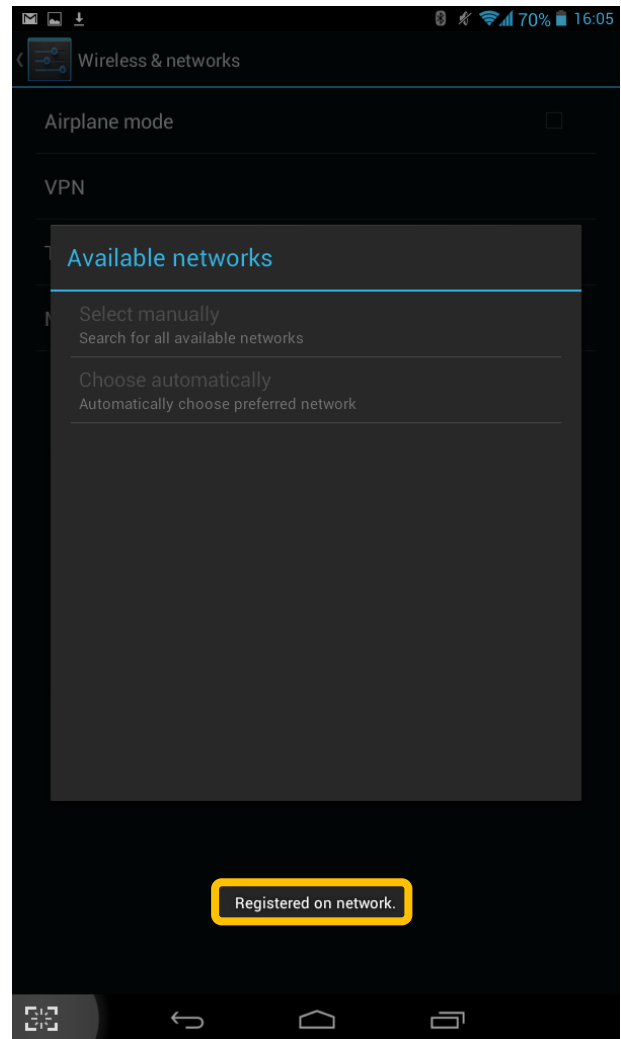 70% 16:05
Wireless & networks
Airplane mode
VPN
T
Available networks
M
Select manually
Search for all available networks
Choose automatically
Automatically choose preferred network
Registered on network.